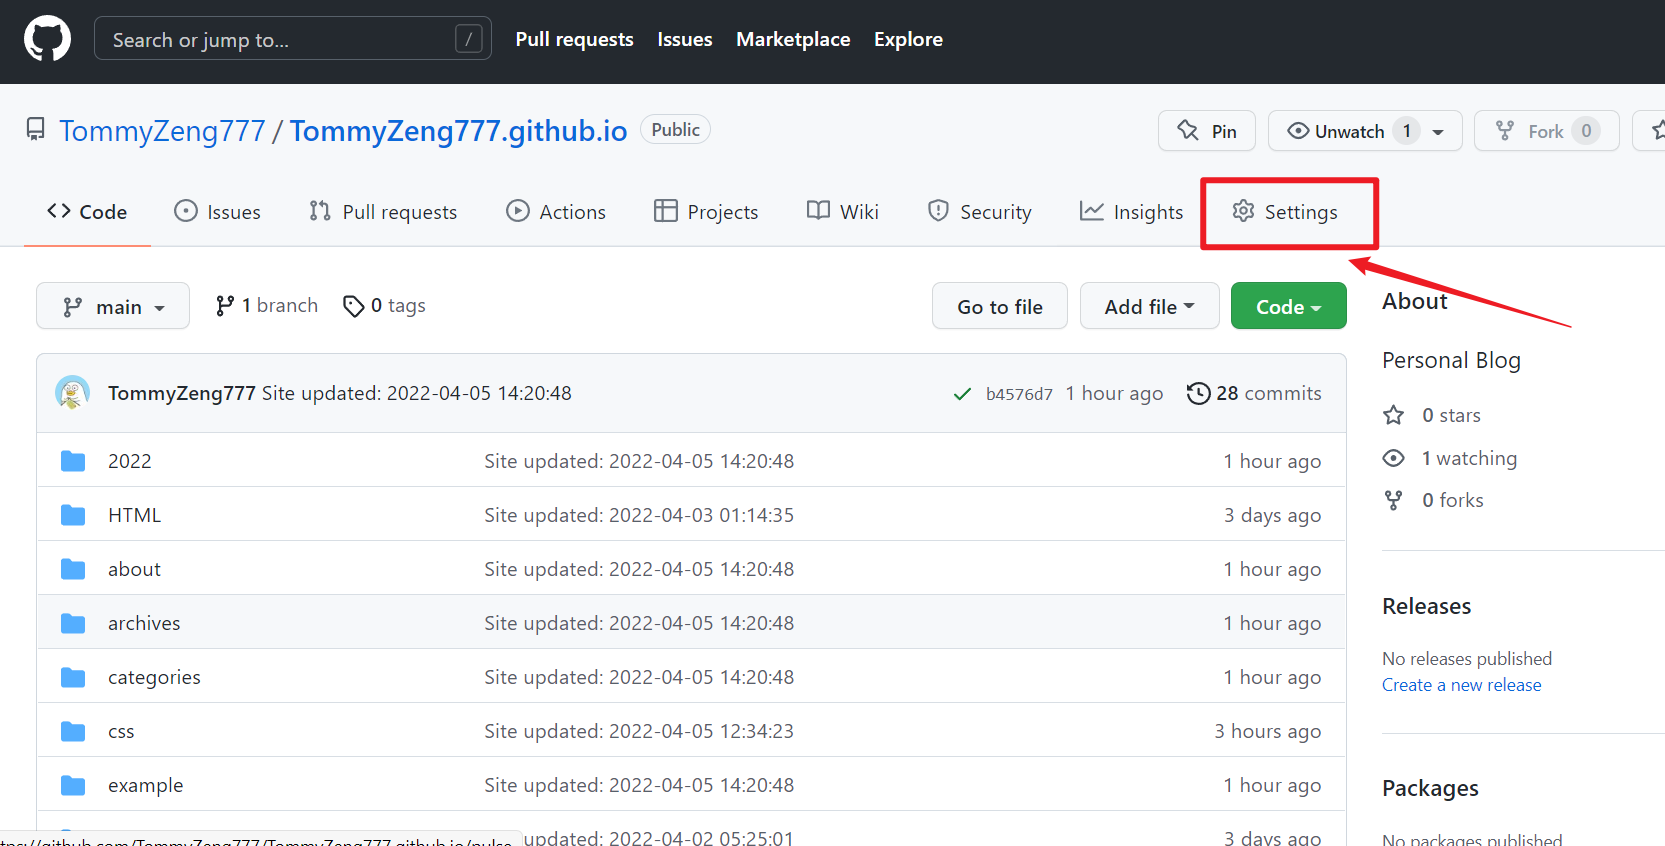 Search or jump to... / Pull requests Issues Marketplace Explore
TommyZeng777 / TommyZeng777.github.io Public Pin Unwatch 1 Fork 0
Code Issues Pull requests Actions Projects Wiki Security Insights Settings
main 1 branch 0 tags Go to file Add file Code About
Personal Blog
TommyZeng777 Site updated: 2022-04-05 14:20:48 b4576d7 1 hour ago 28 commits
0 stars
2022 Site updated: 2022-04-05 14:20:48 1 hour ago
1 watching
0 forks
HTML Site updated: 2022-04-03 01:14:35 3 days ago
about Site updated: 2022-04-05 14:20:48 1 hour ago
Releases
archives Site updated: 2022-04-05 14:20:48 1 hour ago
No releases published
Create a new release
categories Site updated: 2022-04-05 14:20:48 1 hour ago
css Site updated: 2022-04-05 12:34:23 3 hours ago
example Site updated: 2022-04-05 14:20:48 1 hour ago
Packages
updated: 2022-04-02 05:25:01 3 days ago
No packages published
ttps://github.com/TommyZeng777/TommyZeng777.github.io/pulse